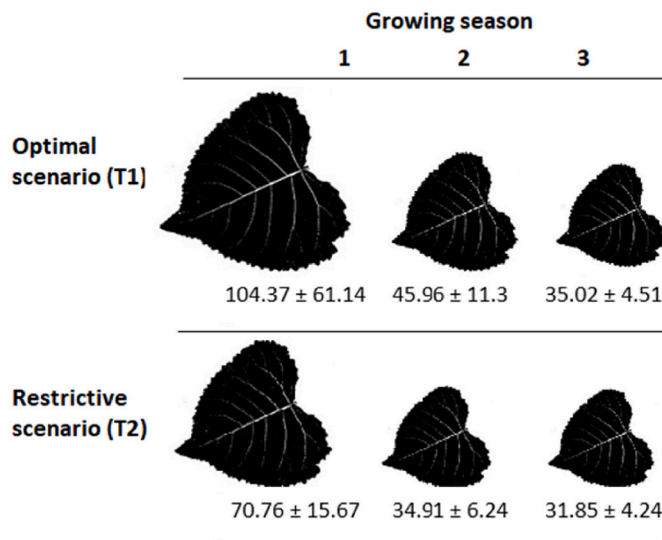 Growing season
1 2 3
Optimal
scenario (T1)
104.37 ± 61.14 45.96 ± 11.3 35.02 ± 4.51
Restrictive
scenario (T2)
70.76 ± 15.67 34.91 ± 6.24 31.85 ± 4.24